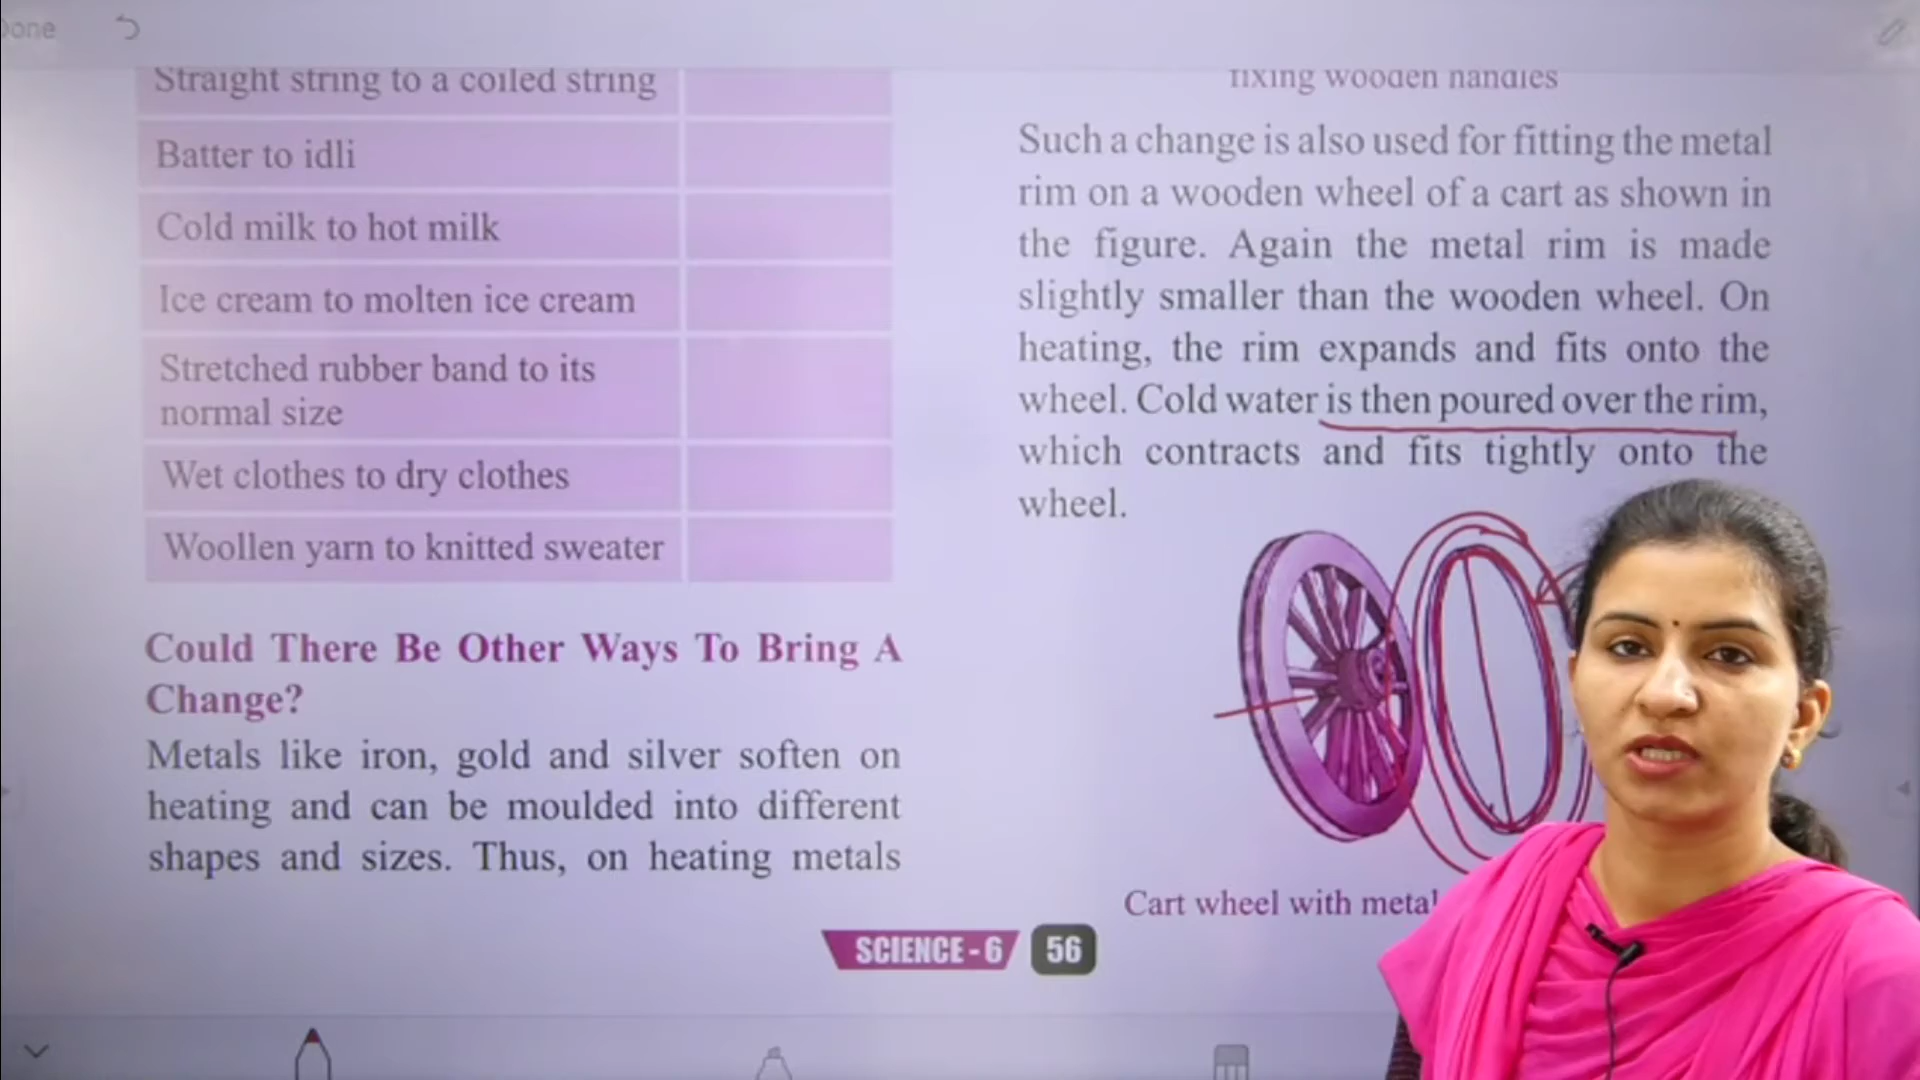 Done
Straight string to a coiled string
Batter to idli
Cold milk to hot milk
Ice cream to molten ice cream
Stretched rubber band to its
normal size
Wet clothes to dry clothes
Woollen yarn to knitted sweater
Could There Be Other Ways To Bring A
Change?
Metals like iron, gold and silver soften on
heating and can be moulded into different
shapes and sizes. Thus, on heating metals
fixing wooden handles
Such a change is also used for fitting the metal
rim on a wooden wheel of a cart as shown in
the figure. Again the metal rim is made
slightly smaller than the wooden wheel. On
heating, the rim expands and fits onto the
wheel. Cold water is then poured over the rim,
which contracts and fits tightly onto the
wheel.
Cart wheel with metal
SCIENCE - 6 56